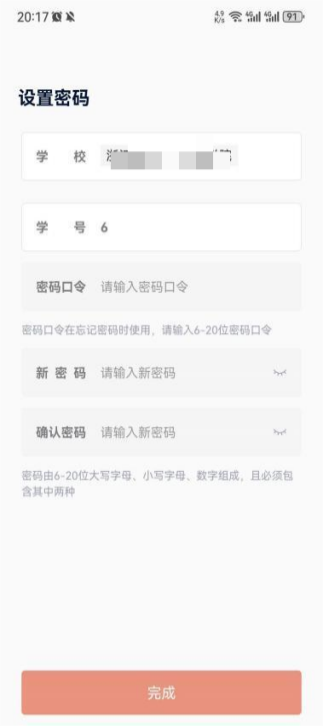 20:17
4.9 K/s 4G 4G 91
设置密码
学 校
学 号 6
密码口令 请输入密码口令
密码口令在忘记密码时使用，请输入6-20位密码口令
新 密 码 请输入新密码
确认密码 请输入新密码
密码由6-20位大写字母、小写字母、数字组成，且必须包
含其中两种
完成